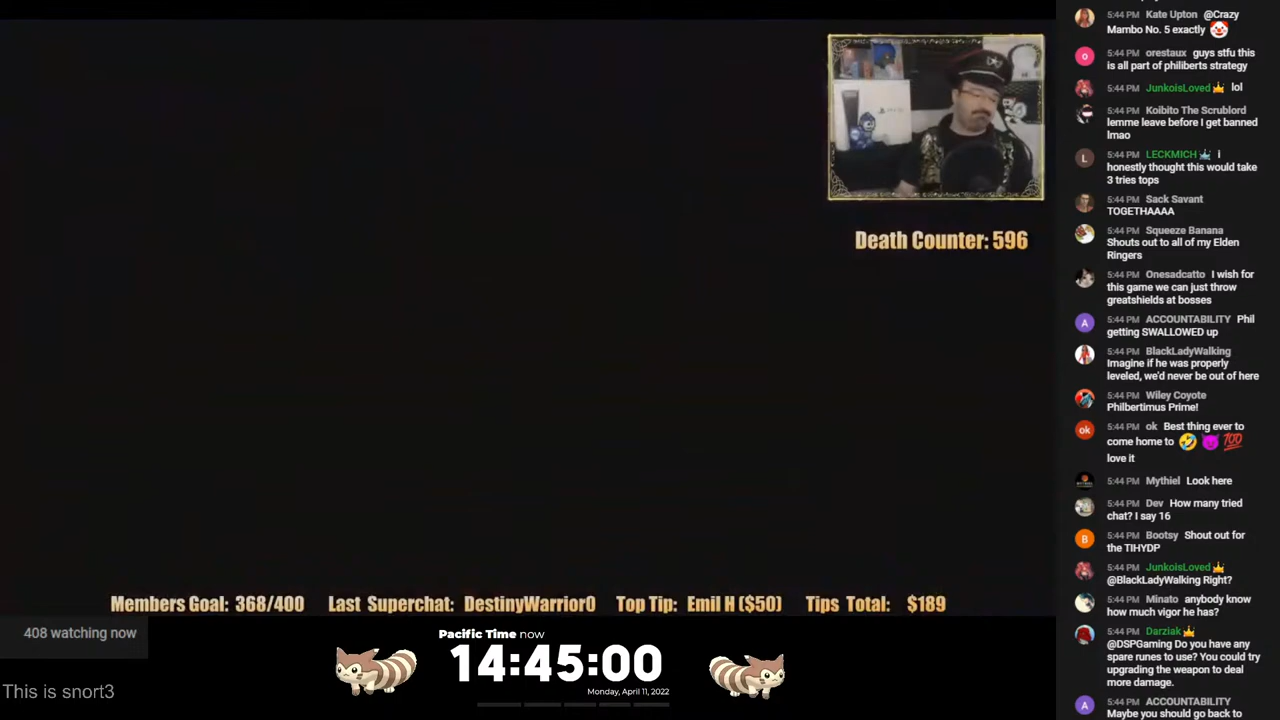 Death Counter: 596
Members Goal: 368/400
Last Superchat: DestinyWarrior0
Top Tip: Emil H ($50)
Tips Total: $189
408 watching now
Pacific Time now
14:45:00
Monday, April 11, 2022
This is snort3
5:44 PM Kate Upton @Crazy
Mambo No. 5 exactly
5:44 PM orestaux guys stfu this
is all part of philiberts strategy
5:44 PM JunkoisLoved lol
5:44 PM Koibito The Scrublord
lemme leave before I get banned
lmao
5:44 PM LECKMICH i
honestly thought this would take
3 tries tops
5:44 PM Sack Savant
TOGETHAAAA
5:44 PM Squeeze Banana
Shouts out to all of my Elden
Ringers
5:44 PM Onesadcatto I wish for
this game we can just throw
greatshields at bosses
5:44 PM ACCOUNTABILITY Phil
getting SWALLOWED up
5:44 PM BlackLadyWalking
Imagine if he was properly
leveled, we'd never be out of here
5:44 PM Wiley Coyote
Philbertimus Prime!
5:44 PM ok Best thing ever to
come home to 🤣 😈 💯
love it
5:44 PM Mythiel Look here
5:44 PM Dev How many tried
chat? I say 16
5:44 PM Bootsy Shout out for
the TIHYDP
5:44 PM JunkoisLoved
@BlackLadyWalking Right?
5:44 PM Minato anybody know
how much vigor he has?
5:44 PM Darziak
@DSPGaming Do you have any
spare runes to use? You could try
upgrading the weapon to deal
more damage.
5:44 PM ACCOUNTABILITY
Maybe you should go back to